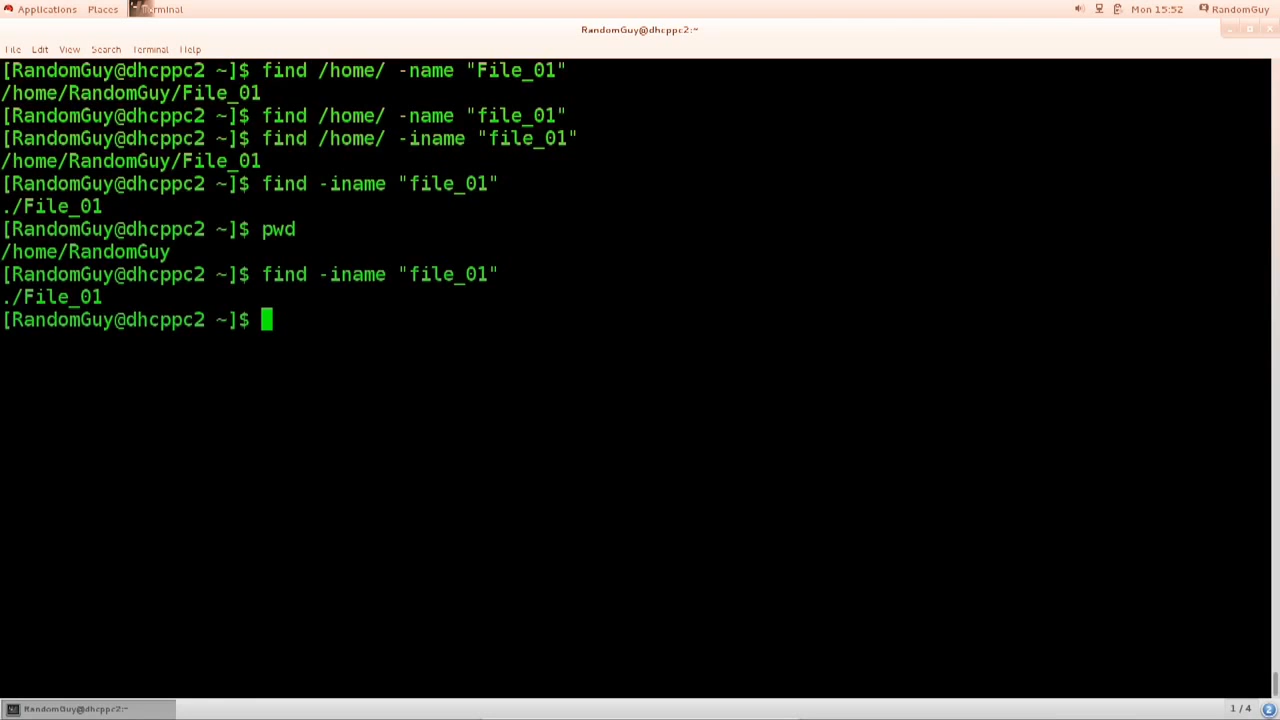 Applications Places Terminal Mon 15:52 RandomGuy
RandomGuy@dhcppc2:~
File Edit View Search Terminal Help
[RandomGuy@dhcppc2 ~]$ find /home/ -name "File_01"
/home/RandomGuy/File_01
[RandomGuy@dhcppc2 ~]$ find /home/ -name "file_01"
[RandomGuy@dhcppc2 ~]$ find /home/ -iname "file_01"
/home/RandomGuy/File_01
[RandomGuy@dhcppc2 ~]$ find -iname "file_01"
./File_01
[RandomGuy@dhcppc2 ~]$ pwd
/home/RandomGuy
[RandomGuy@dhcppc2 ~]$ find -iname "file_01"
./File_01
[RandomGuy@dhcppc2 ~]$
RandomGuy@dhcppc2:~ 1 / 4 2